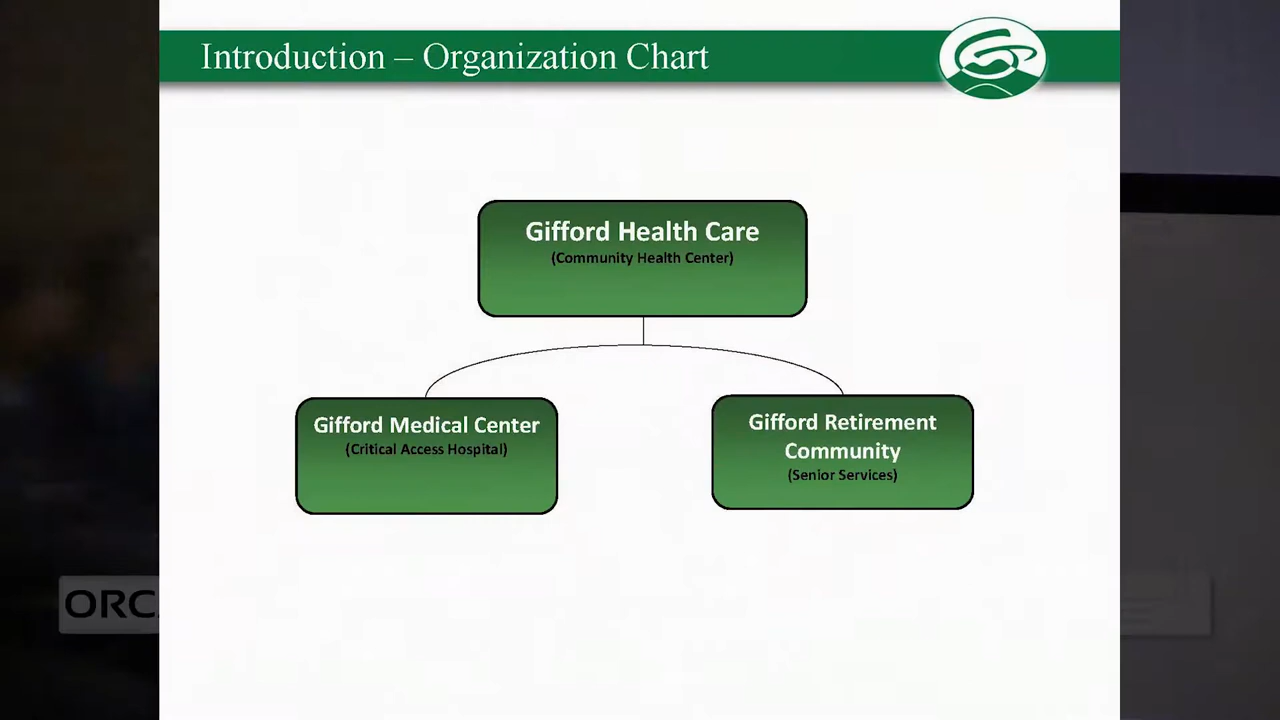 Introduction – Organization Chart
Gifford Health Care
(Community Health Center)
Gifford Medical Center
(Critical Access Hospital)
Gifford Retirement
Community
(Senior Services)
ORC